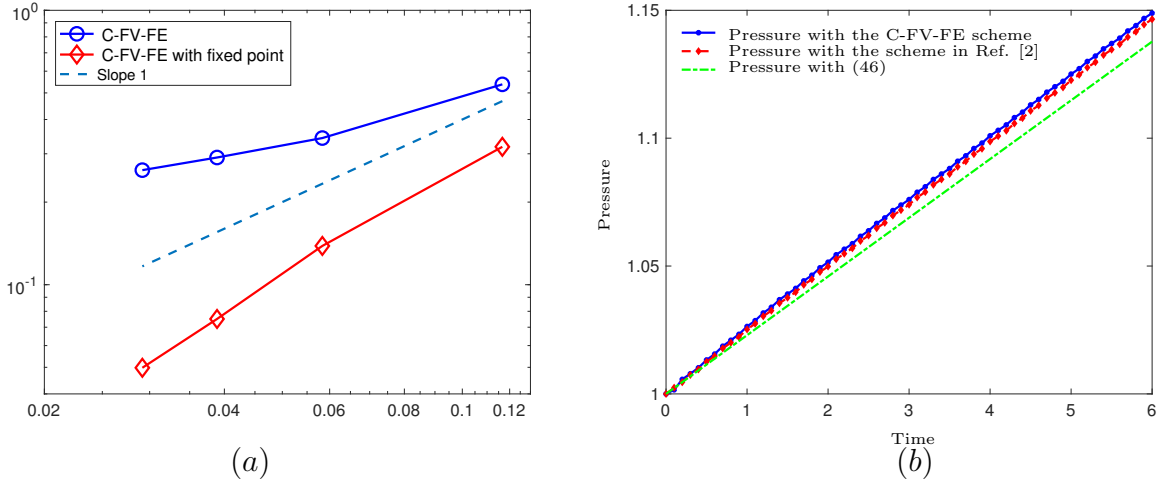 10^0
C-FV-FE
C-FV-FE with fixed point
Slope 1
10^-1
0.02 0.04 0.06 0.08 0.1 0.12
(a)
1.15
Pressure with the C-FV-FE scheme
Pressure with the scheme in Ref. [2]
Pressure with (46)
1.1
Pressure
1.05
1
0 1 2 3 4 5 6
Time
(b)